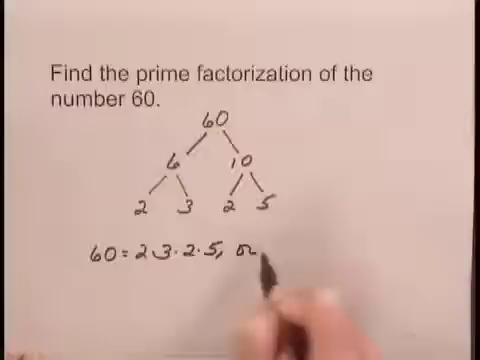 Find the prime factorization of the
number 60.
60
6 10
2 3 2 5
60 = 2·3·2·5, or